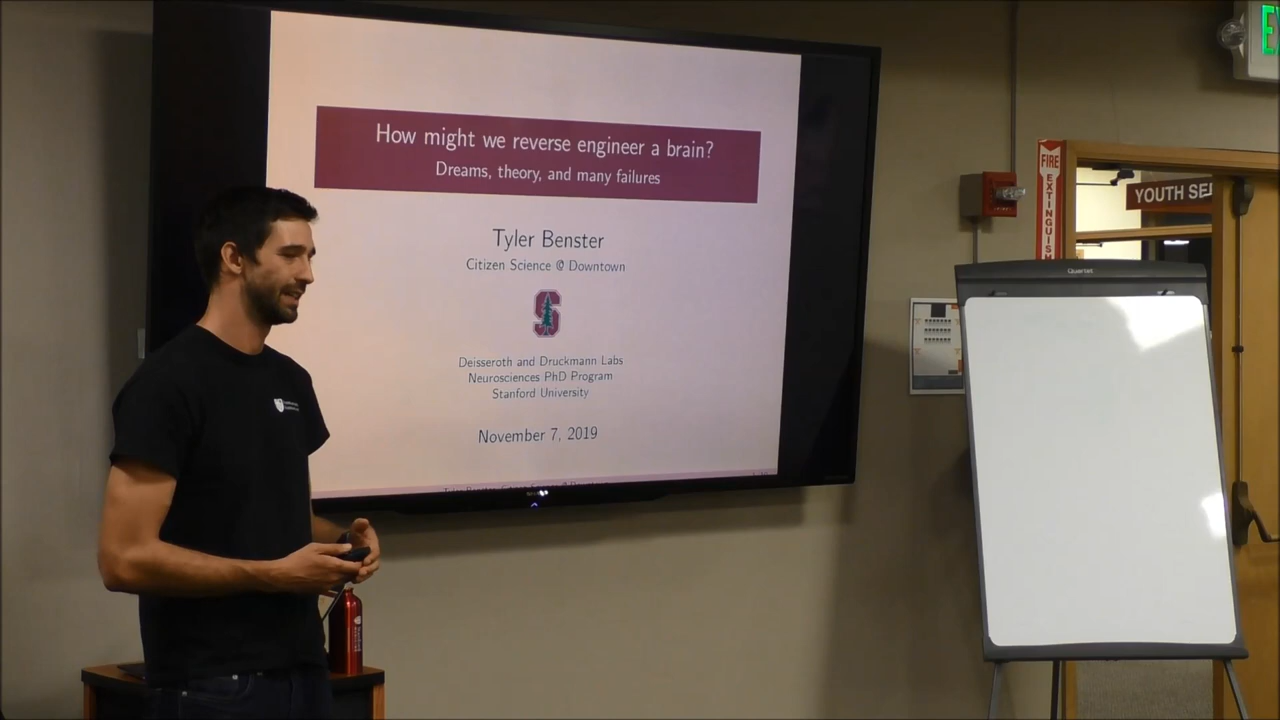 How might we reverse engineer a brain?
Dreams, theory, and many failures
Tyler Benster
Citizen Science @ Downtown
S
Deisseroth and Druckmann Labs
Neurosciences PhD Program
Stanford University
November 7, 2019
FIRE
EXTINGUISH
YOUTH SE
Quartet